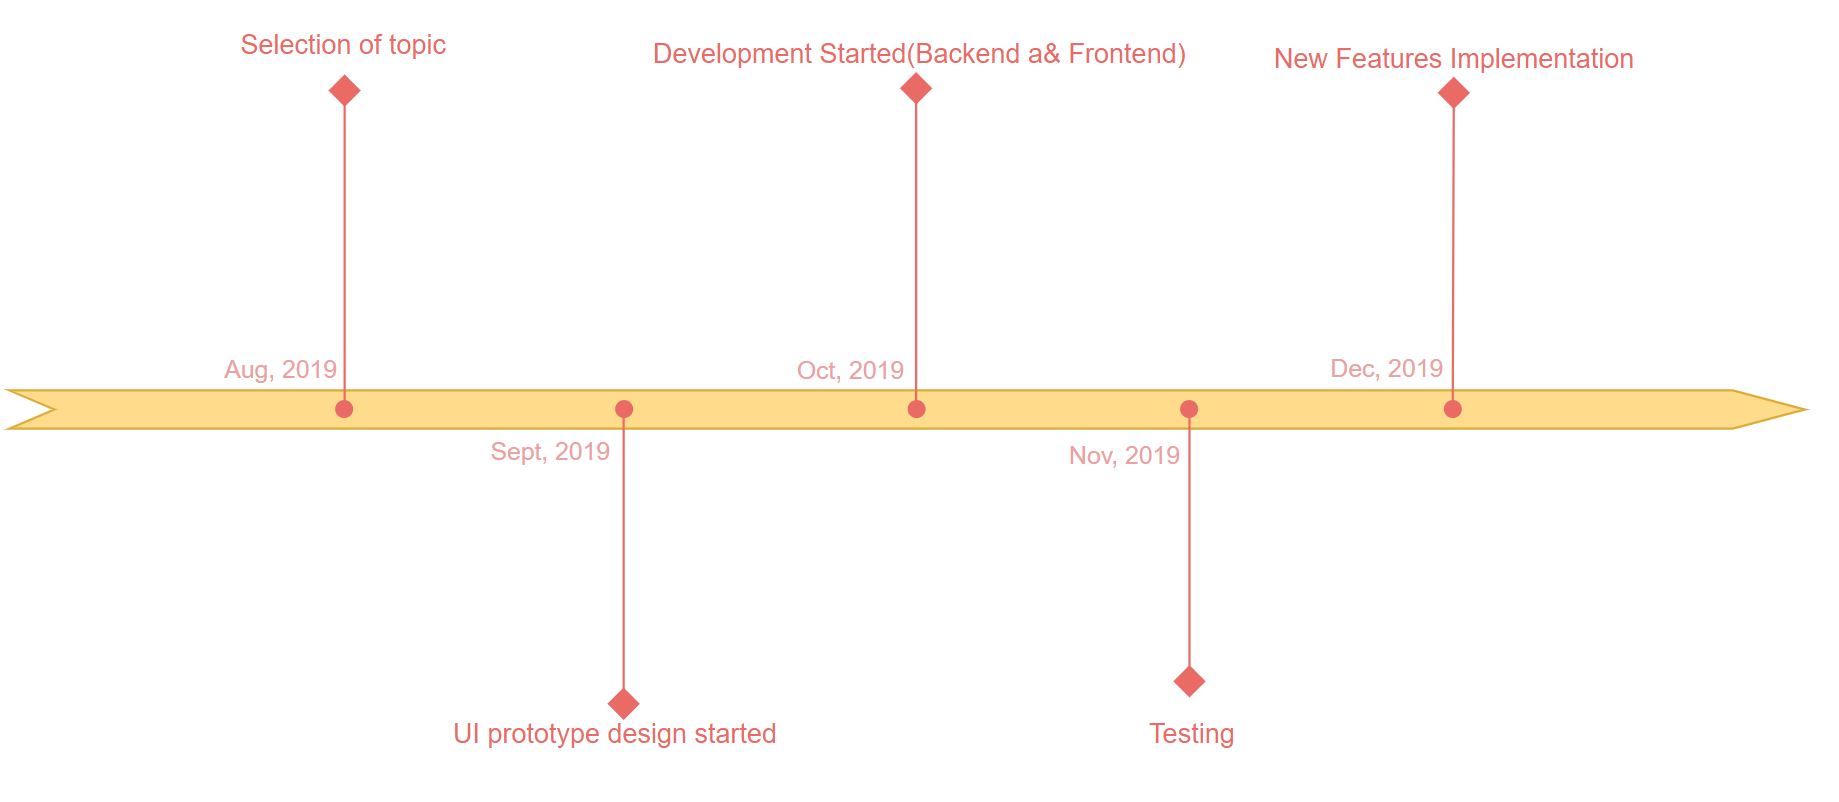 Selection of topic
Development Started(Backend a& Frontend)
New Features Implementation
Aug, 2019
Oct, 2019
Dec, 2019
Sept, 2019
Nov, 2019
UI prototype design started
Testing